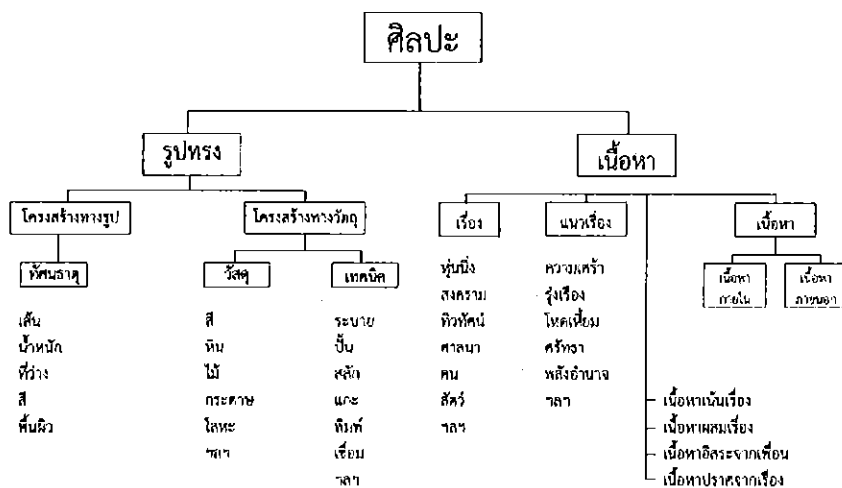 ศิลปะ
รูปทรง
เนื้อหา
โครงสร้างทางรูป
โครงสร้างทางวัตถุ
เรื่อง
แนวเรื่อง
เนื้อหา
ทัศนธาตุ
วัสดุ
เทคนิค
เนื้อหา
ภายใน
เนื้อหา
ภายนอก
เส้น
น้ำหนัก
ที่ว่าง
สี
พื้นผิว
สี
หิน
ไม้
กระดาษ
โลหะ
ฯลฯ
ระบาย
ปั้น
สลัก
แกะ
พิมพ์
เชื่อม
ฯลฯ
หุ่นนิ่ง
สงคราม
ทิวทัศน์
ศาสนา
คน
สัตว์
ฯลฯ
ความเศร้า
รุ่งเรือง
โหดเหี้ยม
ศรัทธา
พลังอำนาจ
ฯลฯ
เนื้อหาเน้นเรื่อง
เนื้อหาผสมเรื่อง
เนื้อหาอิสระจากเพื่อน
เนื้อหาปราศจากเรื่อง